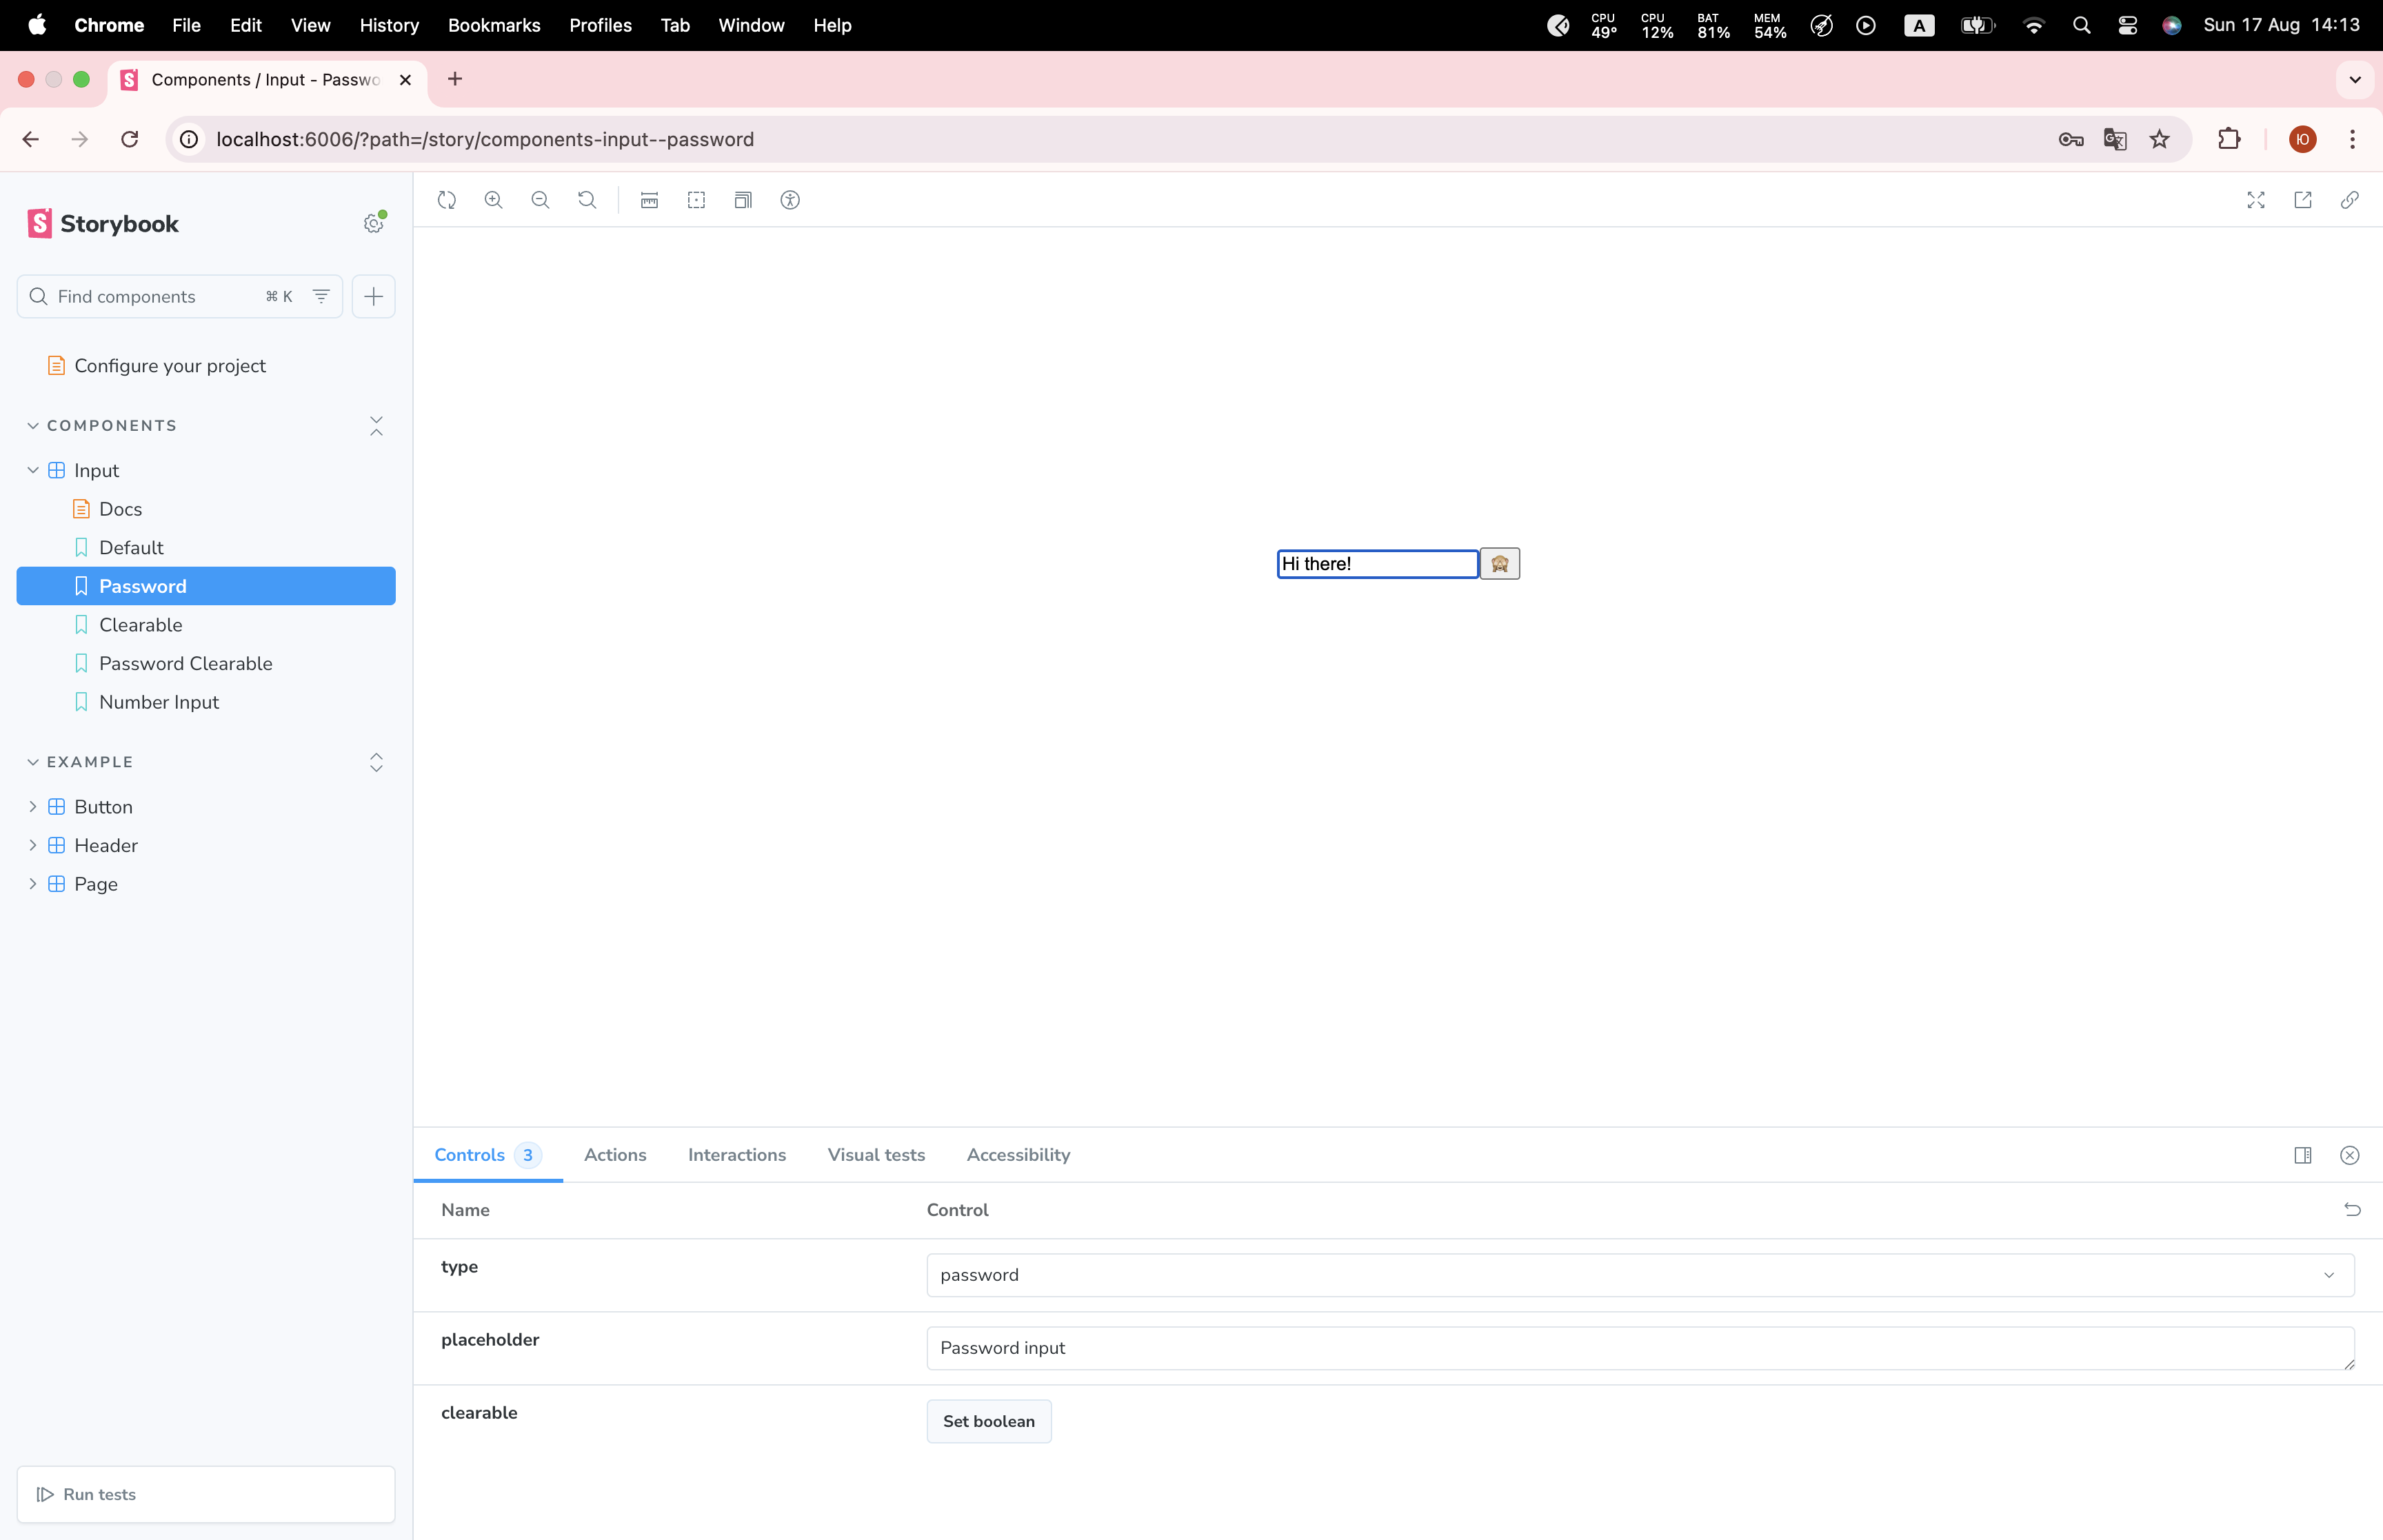 Chrome File Edit View History Bookmarks Profiles Tab Window Help
CPU 49° CPU 12% BAT 81% MEM 54% A Sun 17 Aug 14:13
Components / Input - Passwo
localhost:6006/?path=/story/components-input--password
Ю
Storybook
Find components ⌘ K
Configure your project
COMPONENTS
Input
Docs
Default
Password
Clearable
Password Clearable
Number Input
EXAMPLE
Button
Header
Page
Run tests
Hi there!
Controls 3 Actions Interactions Visual tests Accessibility
Name Control
type password
placeholder Password input
clearable Set boolean